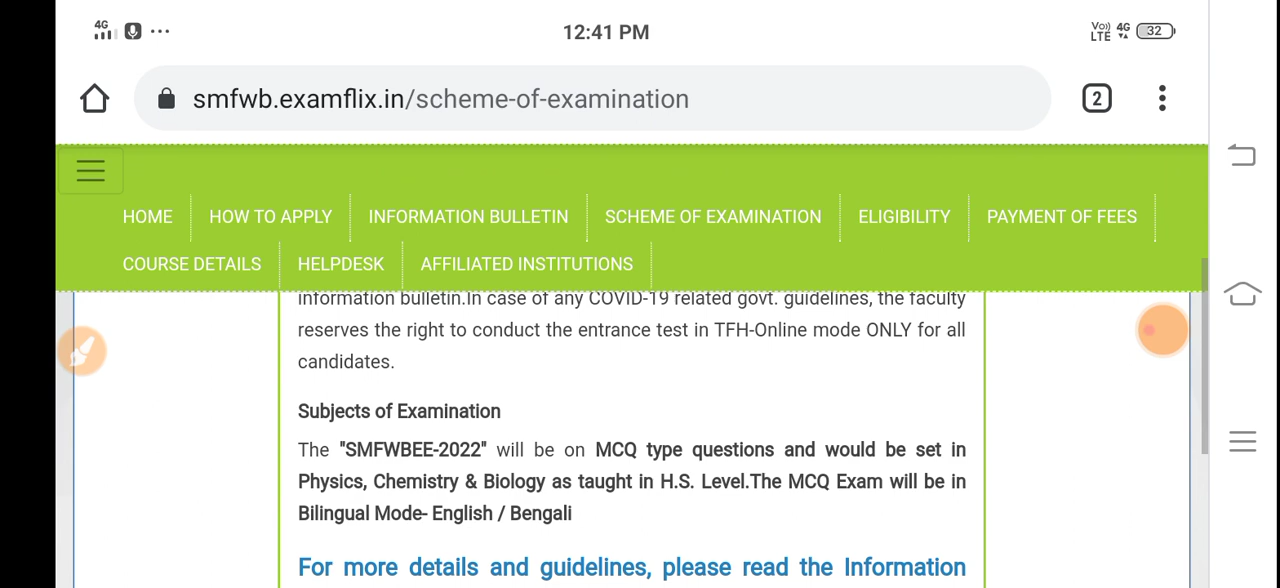 4G
12:41 PM
Vo)) LTE 4G 32
smfwb.examflix.in/scheme-of-examination
2
HOME HOW TO APPLY INFORMATION BULLETIN SCHEME OF EXAMINATION ELIGIBILITY PAYMENT OF FEES
COURSE DETAILS HELPDESK AFFILIATED INSTITUTIONS
information bulletin.In case of any COVID-19 related govt. guidelines, the faculty
reserves the right to conduct the entrance test in TFH-Online mode ONLY for all
candidates.
Subjects of Examination
The "SMFWBEE-2022" will be on MCQ type questions and would be set in
Physics, Chemistry & Biology as taught in H.S. Level.The MCQ Exam will be in
Bilingual Mode- English / Bengali
For more details and guidelines, please read the Information